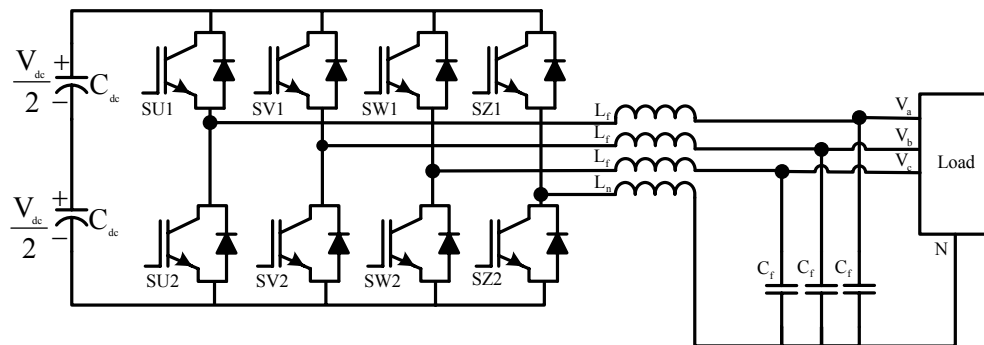 V_dc/2
+
−
C_dc
SU1
SV1
SW1
SZ1
L_f
L_f
L_f
L_n
V_a
V_b
V_c
Load
N
V_dc/2
+
−
C_dc
SU2
SV2
SW2
SZ2
C_f
C_f
C_f